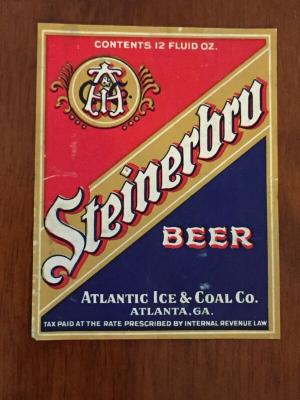 CONTENTS 12 FLUID OZ.
Steinerbru
BEER
ATLANTIC ICE & COAL CO.
ATLANTA, GA.
TAX PAID AT THE RATE PRESCRIBED BY INTERNAL REVENUE LAW